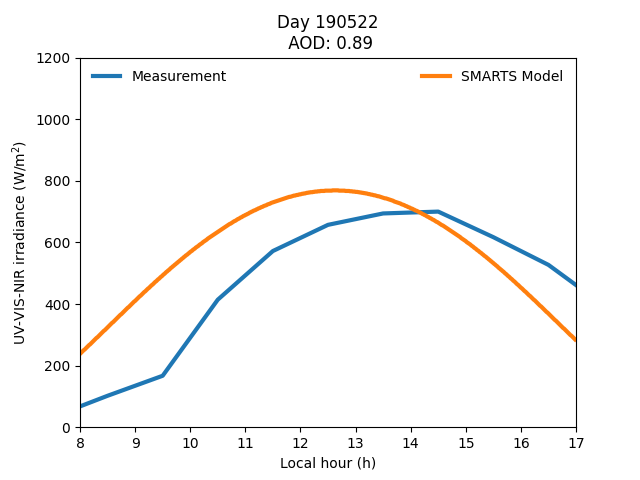 Day 190522
AOD: 0.89
Measurement
SMARTS Model
1200
1000
800
600
400
200
0
UV-VIS-NIR irradiance (W/m²)
8 9 10 11 12 13 14 15 16 17
Local hour (h)